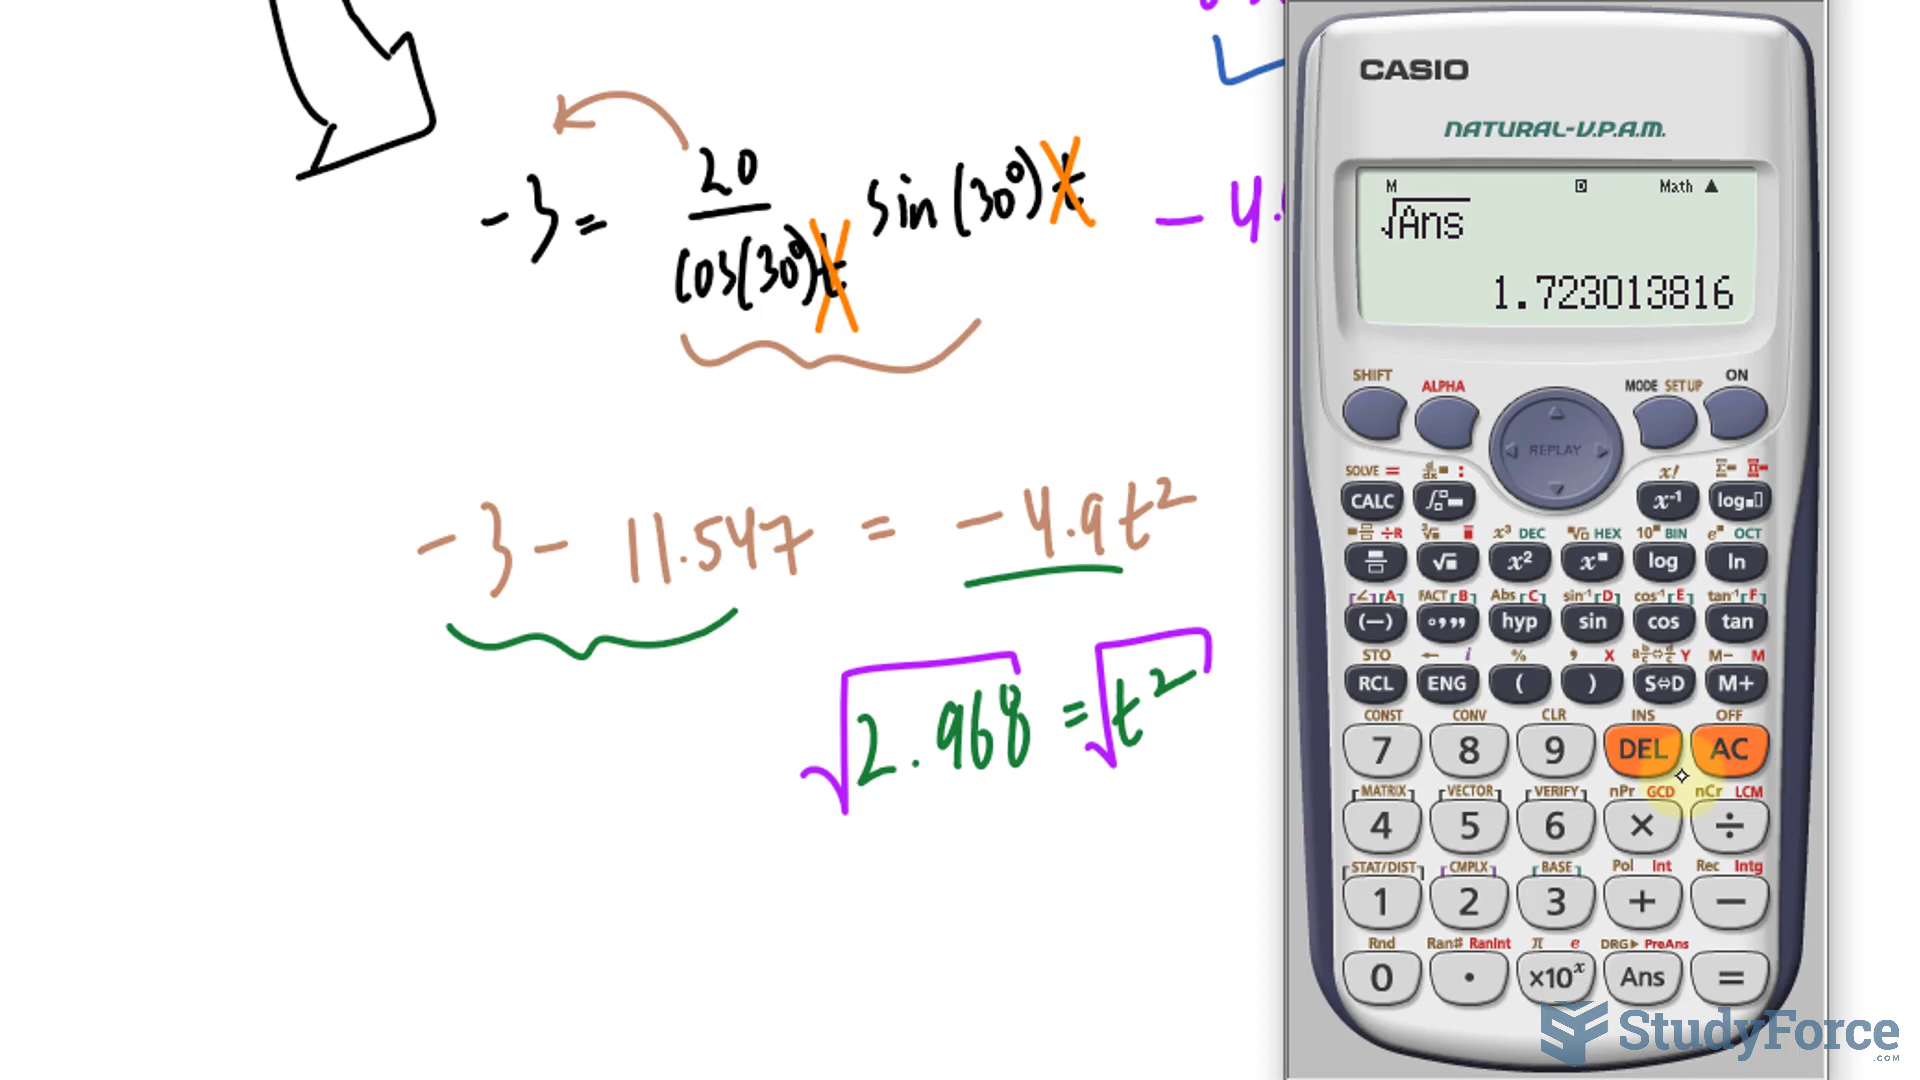 -3 = 20/cos(30°)t sin(30°)t - 4.
-3 - 11.547 = -4.9t²
√2.968 = √t²
CASIO
NATURAL-V.P.A.M.
M D Math ▲
√Ans
1.723013816
SHIFT ALPHA MODE SETUP ON
REPLAY
SOLVE = d/dx : x! Σ Π
CALC ∫ x⁻¹ log
÷R ³√ x³ DEC HEX 10 BIN e OCT
√ x² x log ln
∠ A FACT B Abs C sin⁻¹ D cos⁻¹ E tan⁻¹ F
(−) °,,, hyp sin cos tan
STO ← i % , X a b/c⇔d/c Y M− M
RCL ENG ( ) S⇔D M+
CONST CONV CLR INS OFF
7 8 9 DEL AC
MATRIX VECTOR VERIFY nPr GCD nCr LCM
4 5 6 × ÷
STAT/DIST CMPLX BASE Pol Int Rec Intg
1 2 3 + −
Rnd Ran# RanInt π e DRG▶ PreAns
0 . ×10ˣ Ans =
StudyForce
.COM